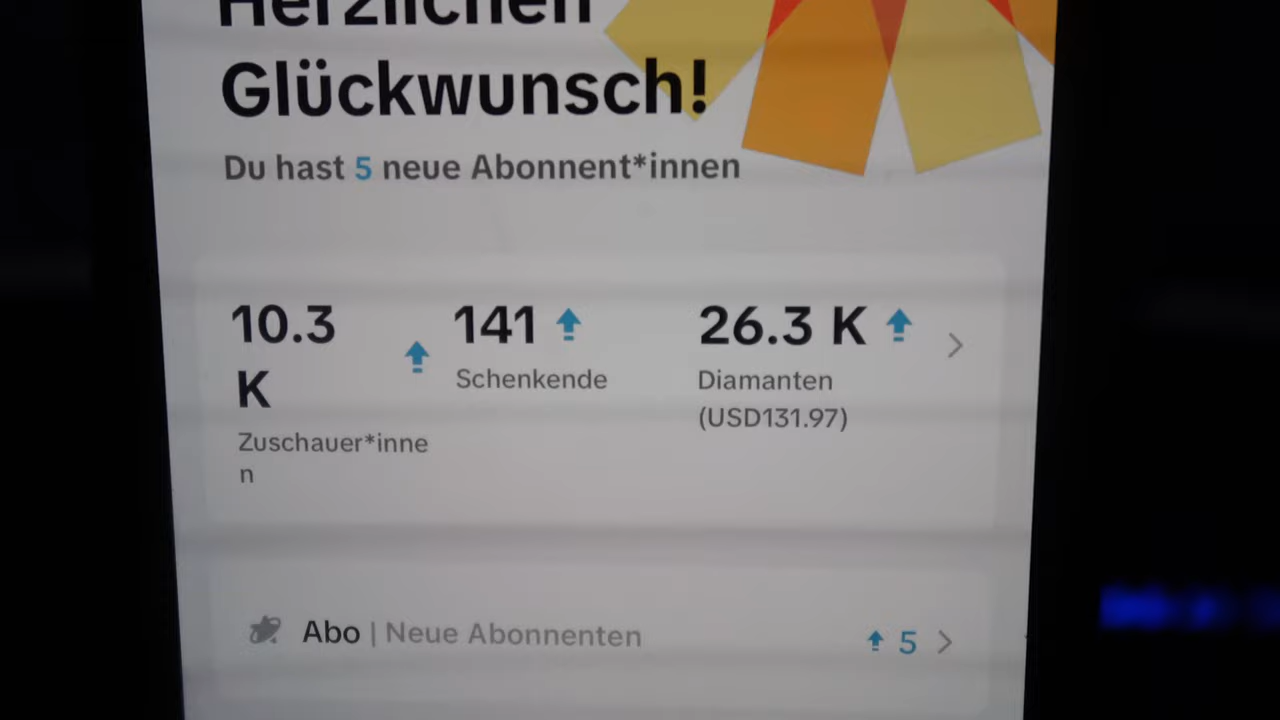 Herzlichen
Glückwunsch!
Du hast 5 neue Abonnent*innen
10.3
K
Zuschauer*inne
n
141
Schenkende
26.3 K
Diamanten
(USD131.97)
Abo | Neue Abonnenten
5